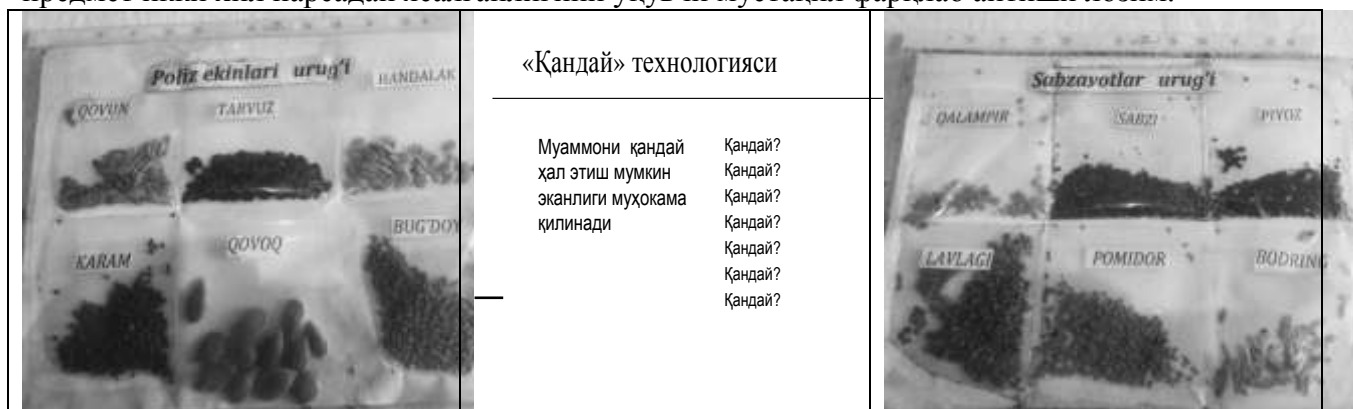 Poliz ekinlari urug'i
HANDALAK
QOVUN
TARVUZ
KARAM
QOVOQ
BUG'DOY
«Қандай» технологияси
Муаммони қандай
ҳал этиш мумкин
эканлиги муҳокама
қилинади
Қандай?
Қандай?
Қандай?
Қандай?
Қандай?
Қандай?
Қандай?
Sabzavotlar urug'i
QALAMPIR
SABZI
PIYOZ
LAVLAGI
POMIDOR
BODRING